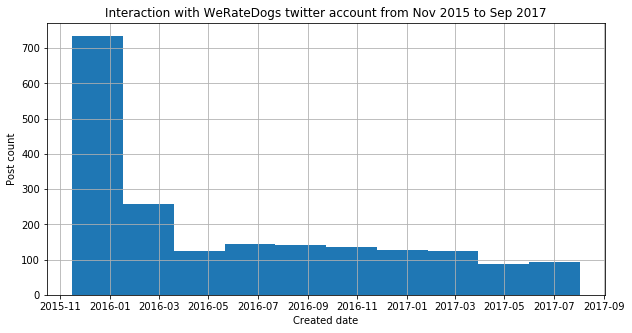 Interaction with WeRateDogs twitter account from Nov 2015 to Sep 2017
Post count
700
600
500
400
300
200
100
0
2015-11 2016-01 2016-03 2016-05 2016-07 2016-09 2016-11 2017-01 2017-03 2017-05 2017-07 2017-09
Created date